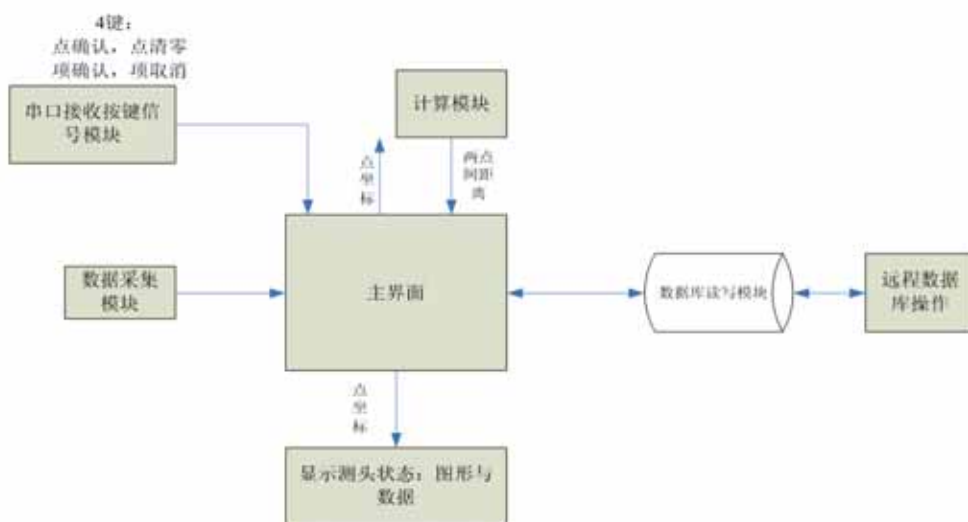 4键：
点确认，点清零
项确认，项取消
串口接收按键信
号模块
计算模块
点
坐
标
两点
间距
离
数据采集
模块
主界面
数据库读写模块
远程数据
库操作
点
坐
标
显示测头状态：图形与
数据